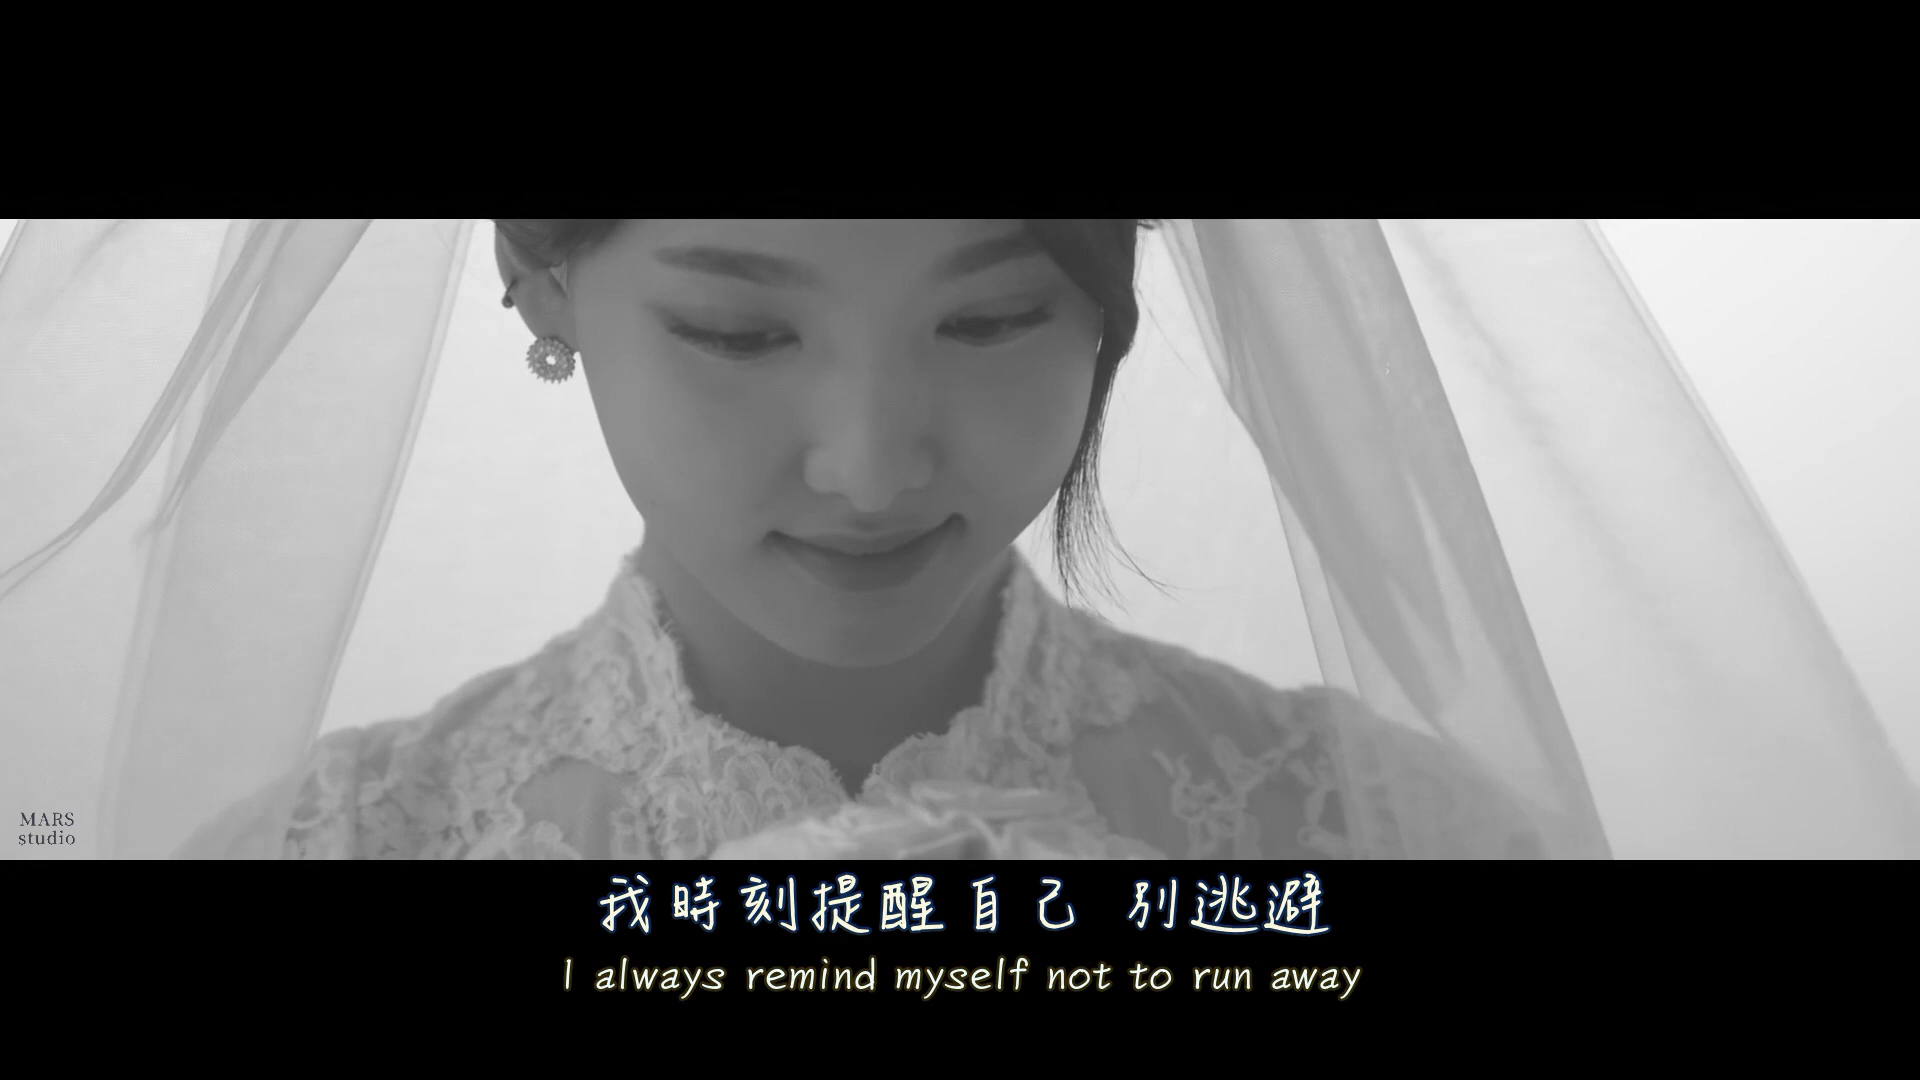 MARS
studio
我時刻提醒自己 別逃避
I always remind myself not to run away